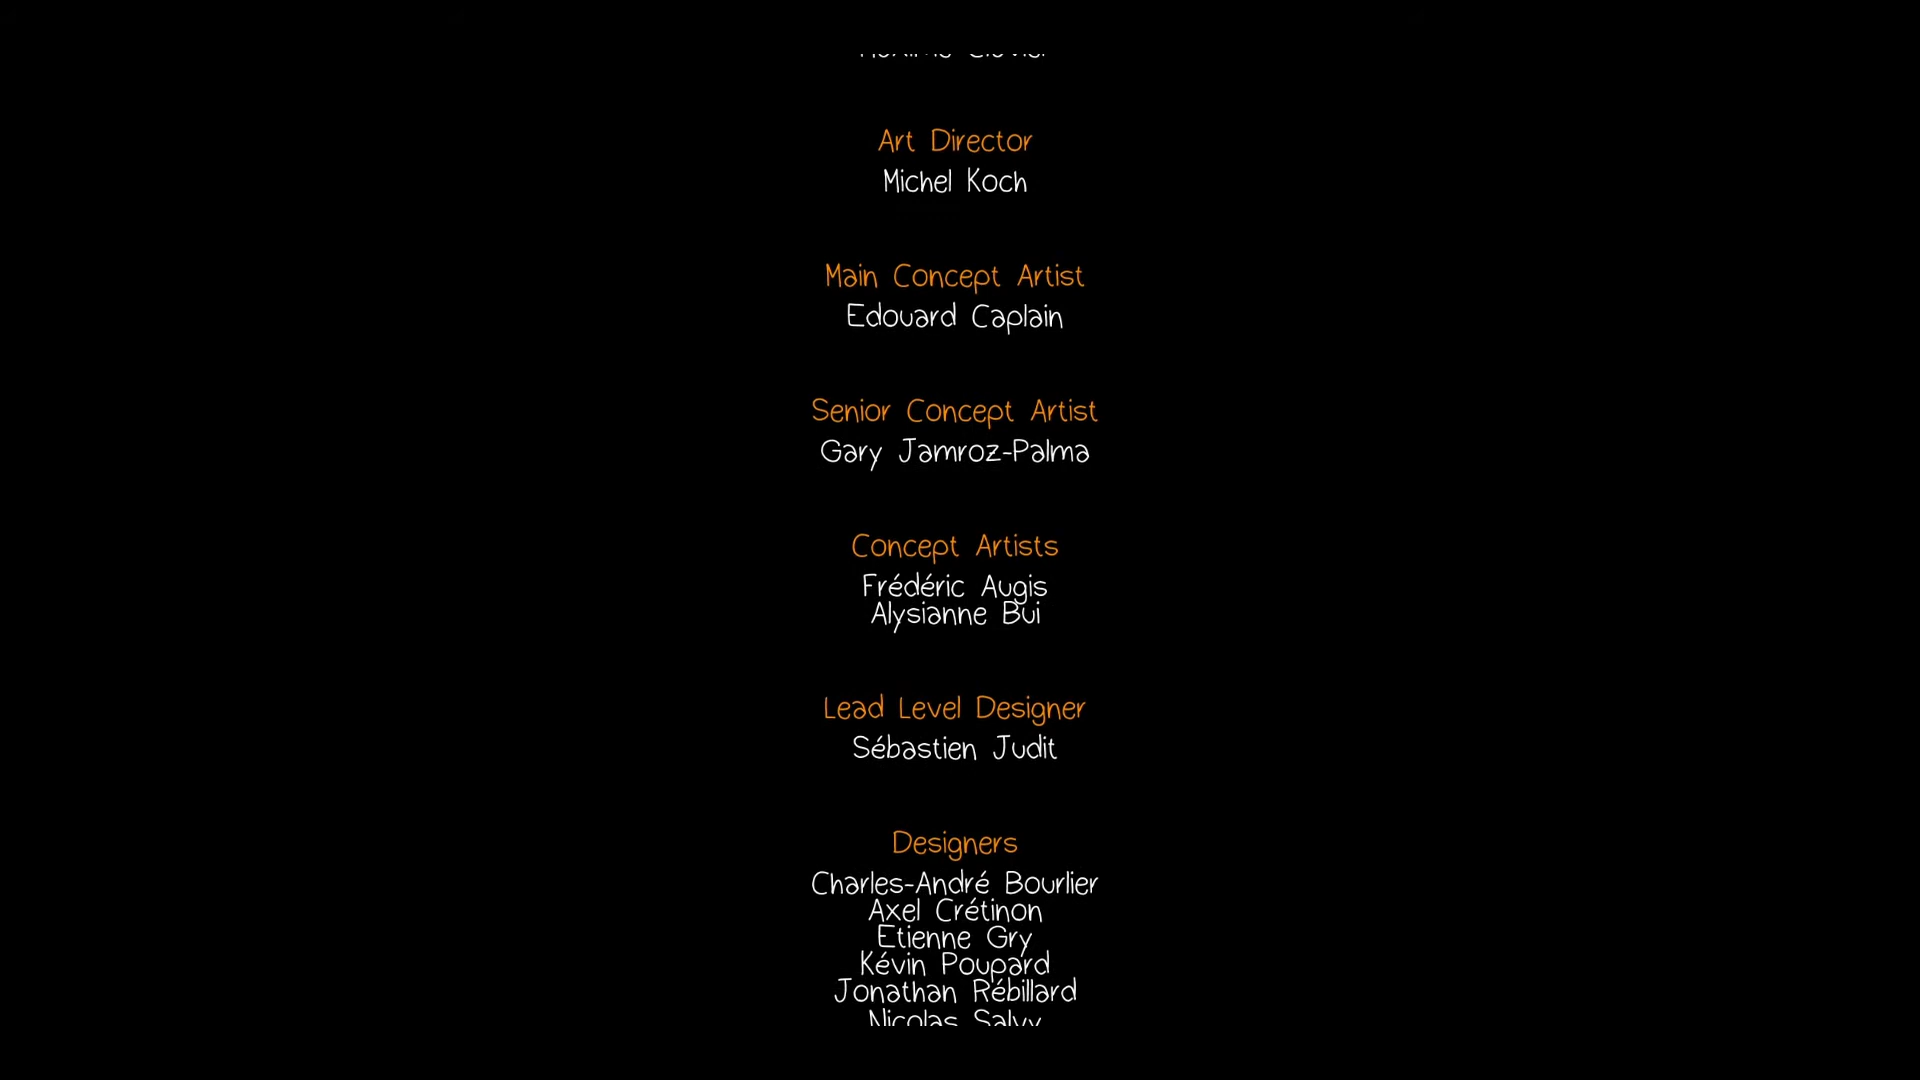 Art Director
Michel Koch
Main Concept Artist
Edouard Caplain
Senior Concept Artist
Gary Jamroz-Palma
Concept Artists
Frédéric Augis
Alysianne Bui
Lead Level Designer
Sébastien Judit
Designers
Charles-André Bourlier
Axel Crétinon
Etienne Gry
Kévin Poupard
Jonathan Rébillard
Nicolas Salvy